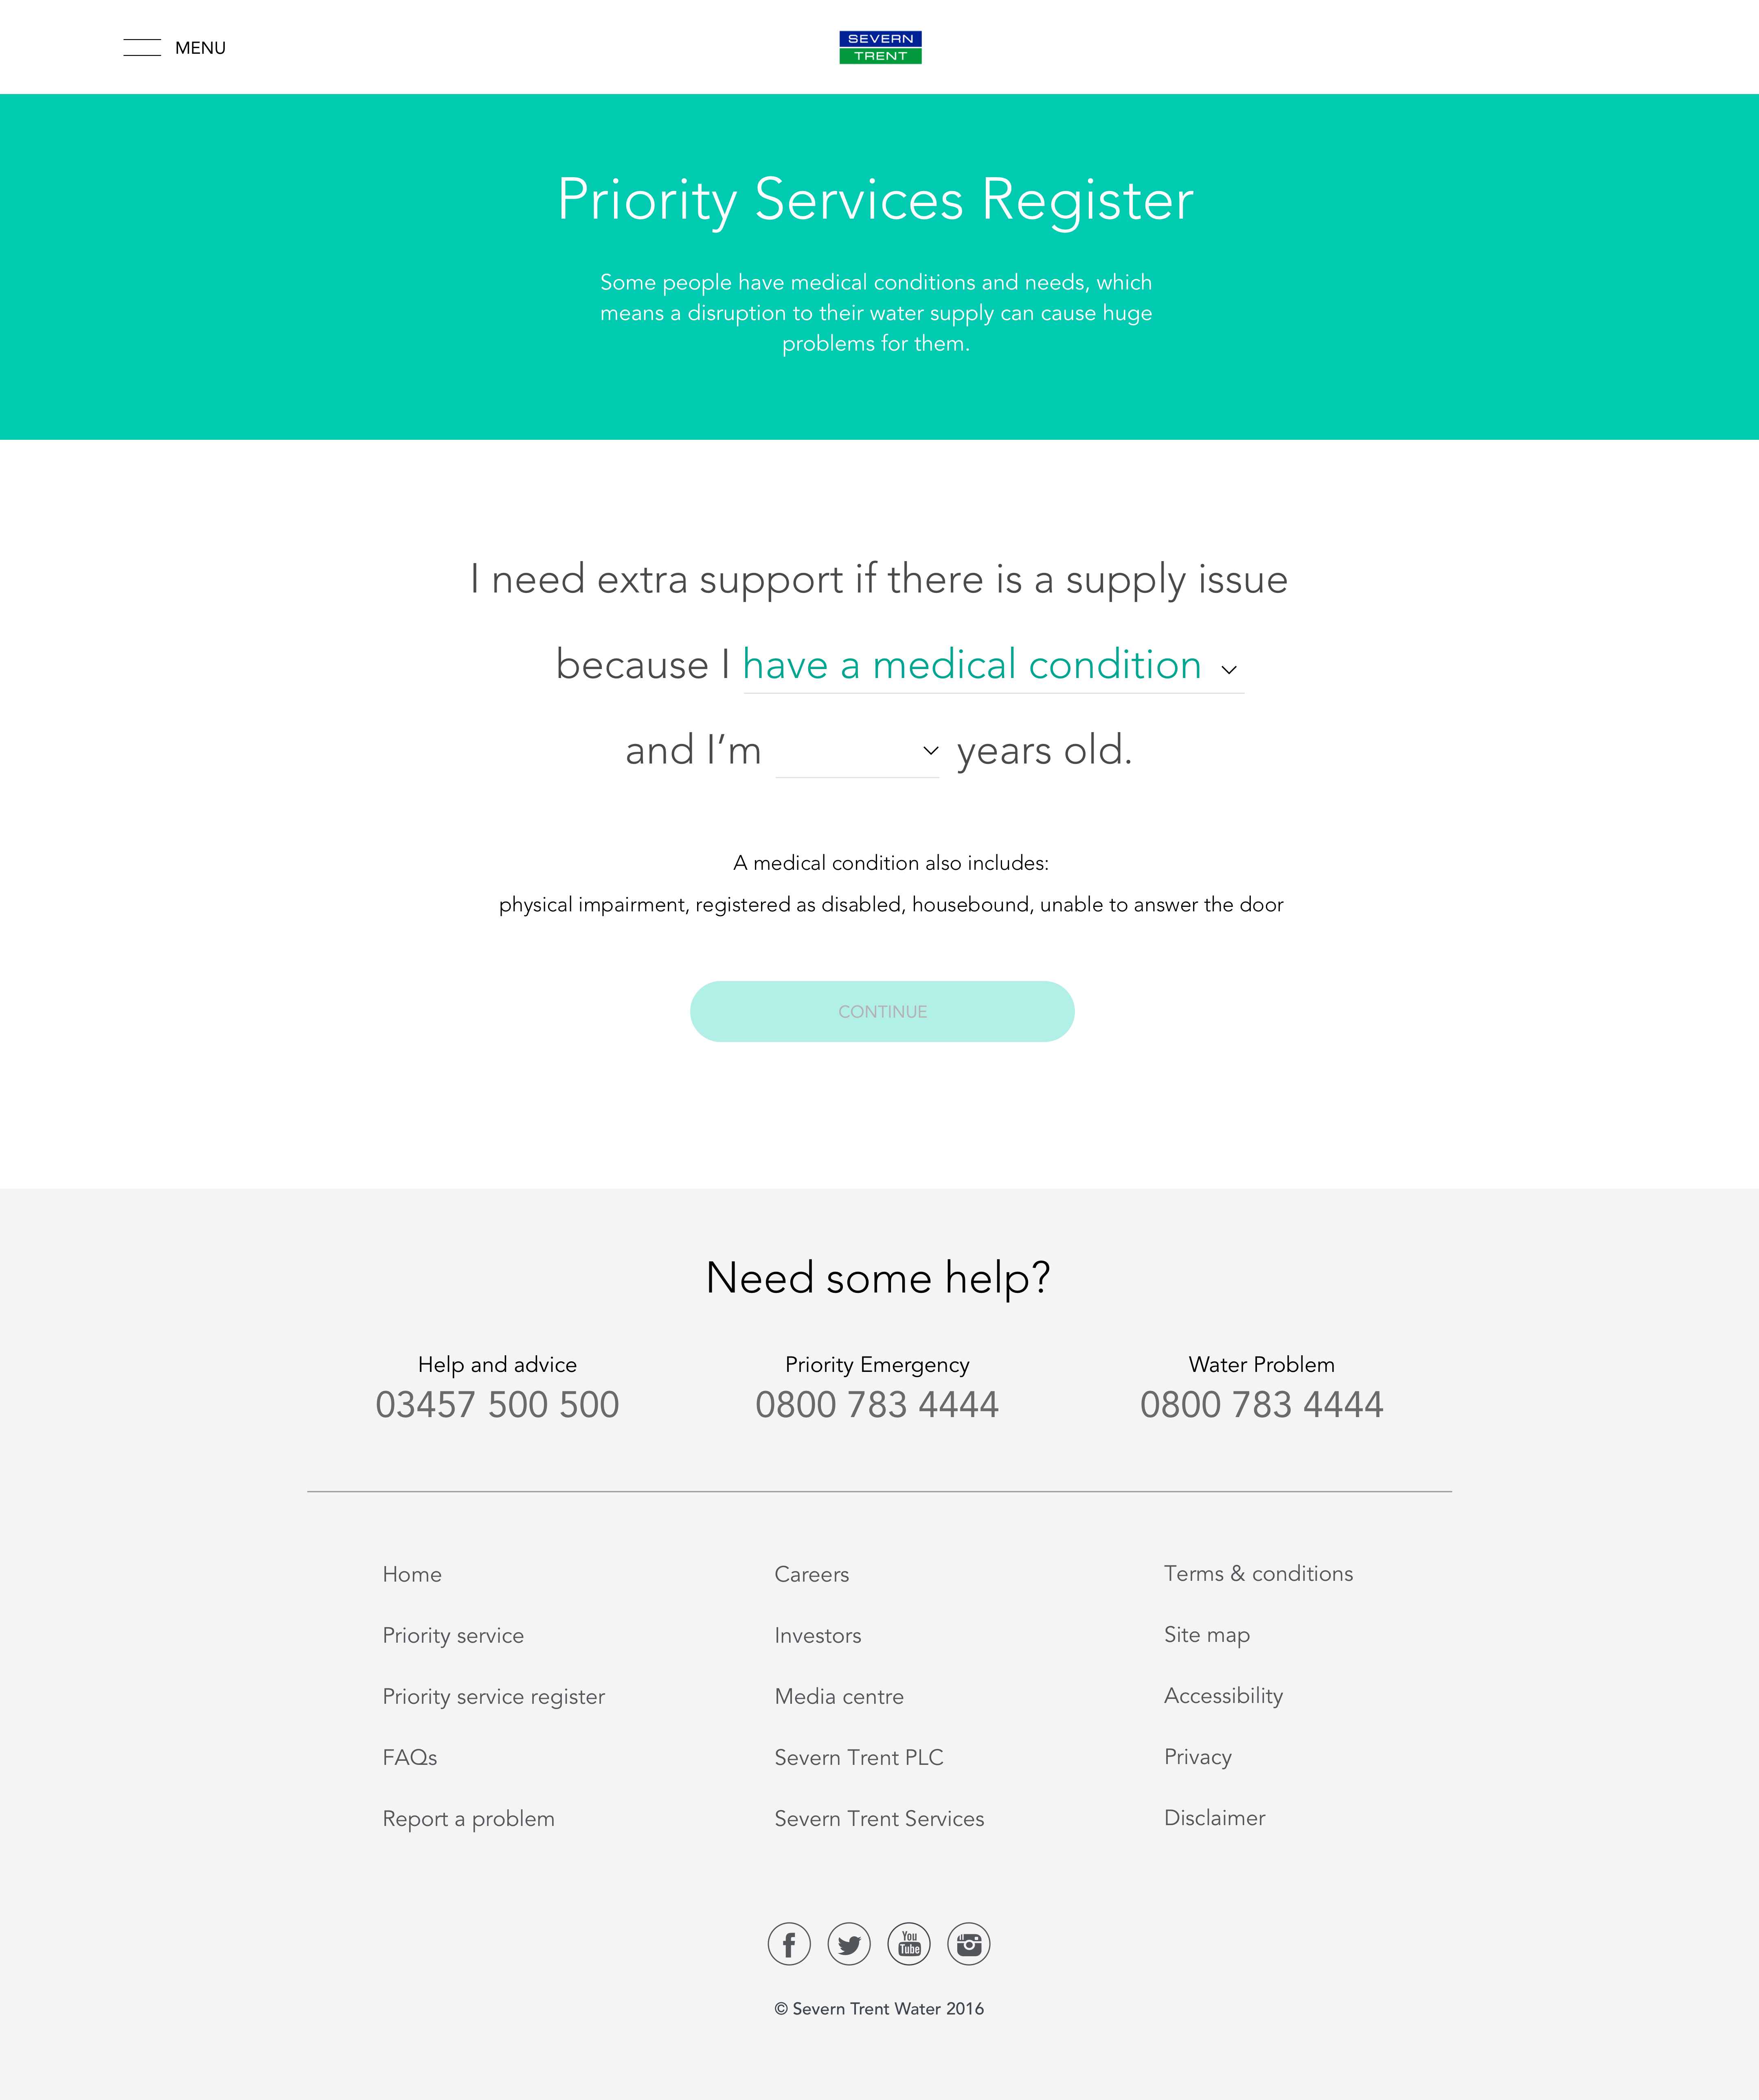 MENU
SEVERN
TRENT
Priority Services Register
Some people have medical conditions and needs, which
means a disruption to their water supply can cause huge
problems for them.
I need extra support if there is a supply issue
because I have a medical condition
and I’m years old.
A medical condition also includes:
physical impairment, registered as disabled, housebound, unable to answer the door
CONTINUE
Need some help?
Help and advice
03457 500 500
Priority Emergency
0800 783 4444
Water Problem
0800 783 4444
Home
Priority service
Priority service register
FAQs
Report a problem
Careers
Investors
Media centre
Severn Trent PLC
Severn Trent Services
Terms & conditions
Site map
Accessibility
Privacy
Disclaimer
You
Tube
© Severn Trent Water 2016